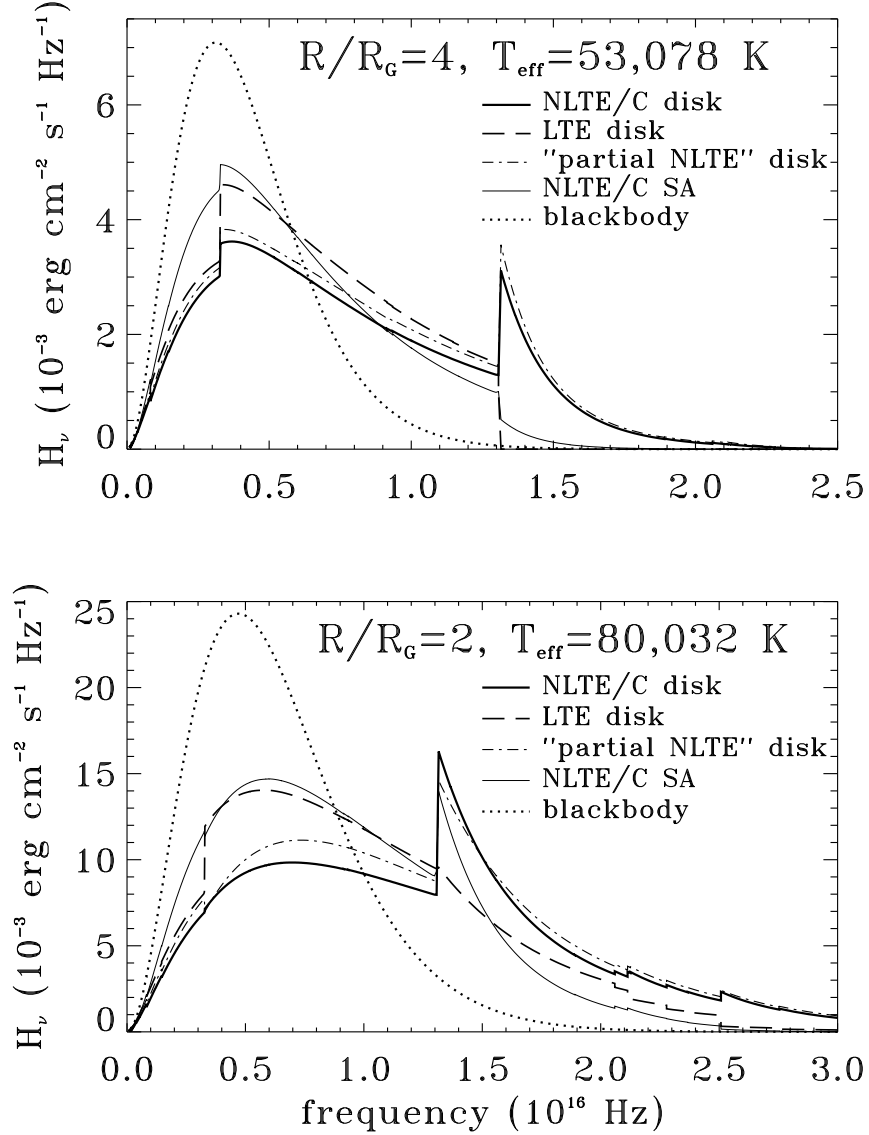 R/R_G=4, T_eff=53,078 K
NLTE/C disk
LTE disk
"partial NLTE" disk
NLTE/C SA
blackbody
H_ν (10⁻³ erg cm⁻² s⁻¹ Hz⁻¹)
6
4
2
0
0.0 0.5 1.0 1.5 2.0 2.5
R/R_G=2, T_eff=80,032 K
NLTE/C disk
LTE disk
"partial NLTE" disk
NLTE/C SA
blackbody
H_ν (10⁻³ erg cm⁻² s⁻¹ Hz⁻¹)
25
20
15
10
5
0
0.0 0.5 1.0 1.5 2.0 2.5 3.0
frequency (10¹⁶ Hz)